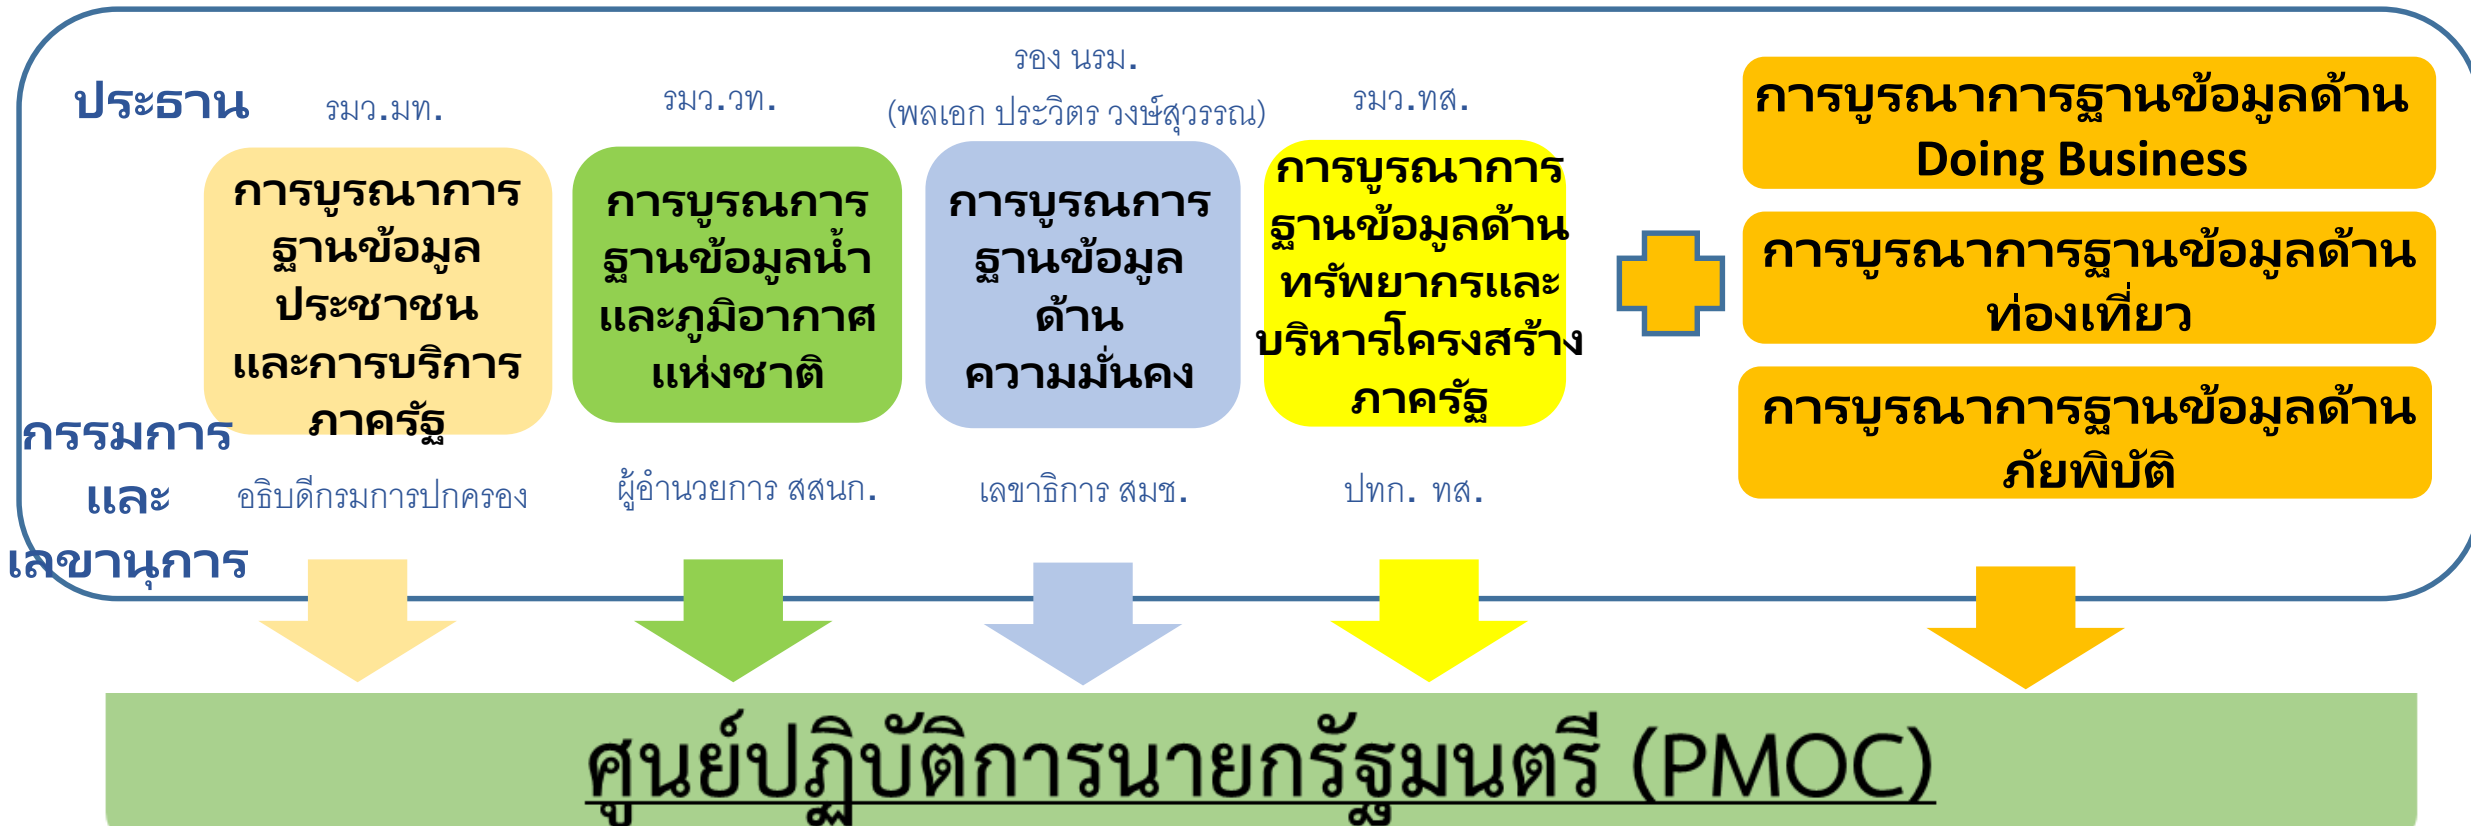 ประธาน
รมว.มท.
รมว.วท.
รอง นรม.
(พลเอก ประวิตร วงษ์สุวรรณ)
รมว.ทส.
การบูรณาการ
ฐานข้อมูล
ประชาชน
และการบริการ
ภาครัฐ
การบูรณการ
ฐานข้อมูลน้ำ
และภูมิอากาศ
แห่งชาติ
การบูรณการ
ฐานข้อมูล
ด้าน
ความมั่นคง
การบูรณาการ
ฐานข้อมูลด้าน
ทรัพยากรและ
บริหารโครงสร้าง
ภาครัฐ
การบูรณาการฐานข้อมูลด้าน
Doing Business
การบูรณาการฐานข้อมูลด้าน
ท่องเที่ยว
การบูรณาการฐานข้อมูลด้าน
ภัยพิบัติ
กรรมการ
และ
เลขานุการ
อธิบดีกรมการปกครอง
ผู้อำนวยการ สสนก.
เลขาธิการ สมช.
ปทก. ทส.
ศูนย์ปฏิบัติการนายกรัฐมนตรี (PMOC)